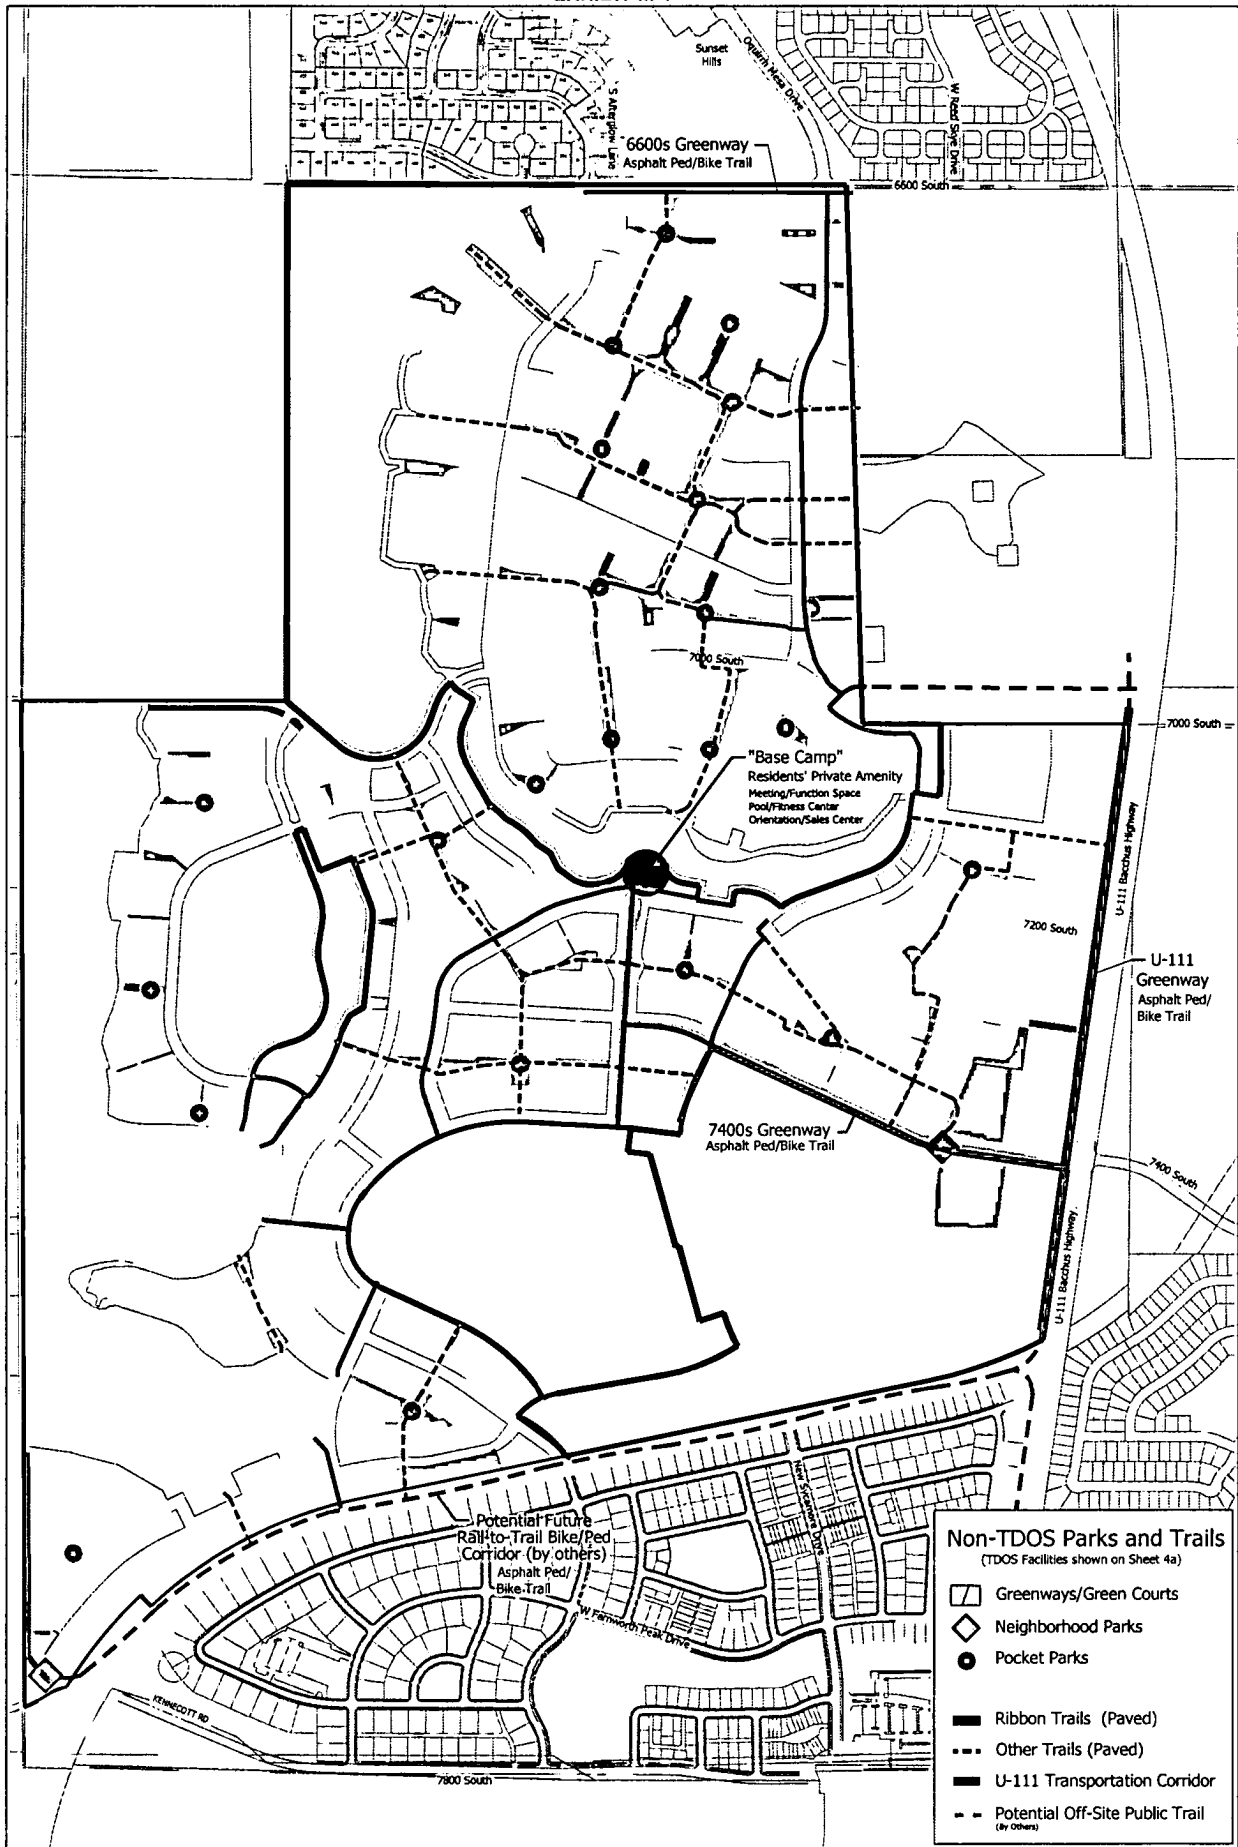 Sunset
Hills
Oquirrh Mesa Drive
W Reed Skye Drive
S Afterglow Lane
6600s Greenway
Asphalt Ped/Bike Trail
6600 South
7000 South
7000 South
"Base Camp"
Residents' Private Amenity
Meeting/Function Space
Pool/Fitness Center
Orientation/Sales Center
U-111 Bacchus Highway
7200 South
U-111
Greenway
Asphalt Ped/
Bike Trail
7400s Greenway
Asphalt Ped/Bike Trail
7400 South
U-111 Bacchus Highway
Potential Future
Rail-to-Trail Bike/Ped
Corridor (by others)
Asphalt Ped/
Bike Trail
New Sycamore Drive
W Farnworth Peak Drive
KENNECOTT RD
7800 South
Non-TDOS Parks and Trails
(TDOS Facilities shown on Sheet 4a)
Greenways/Green Courts
Neighborhood Parks
Pocket Parks
Ribbon Trails (Paved)
Other Trails (Paved)
U-111 Transportation Corridor
Potential Off-Site Public Trail
(By Others)